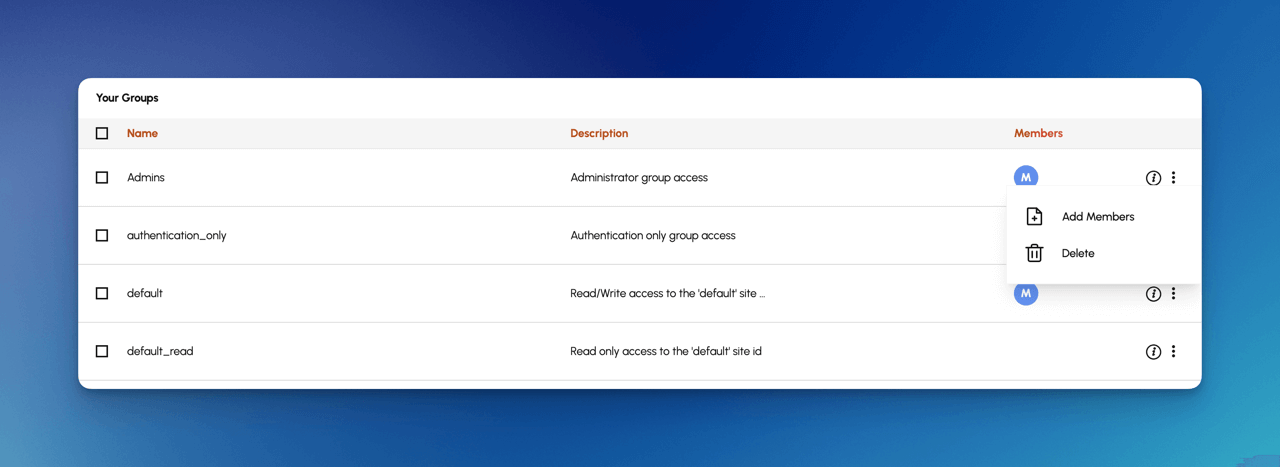 Your Groups
Name Description Members
Admins Administrator group access M
Add Members
authentication_only Authentication only group access
Delete
default Read/Write access to the 'default' site ... M
default_read Read only access to the 'default' site id